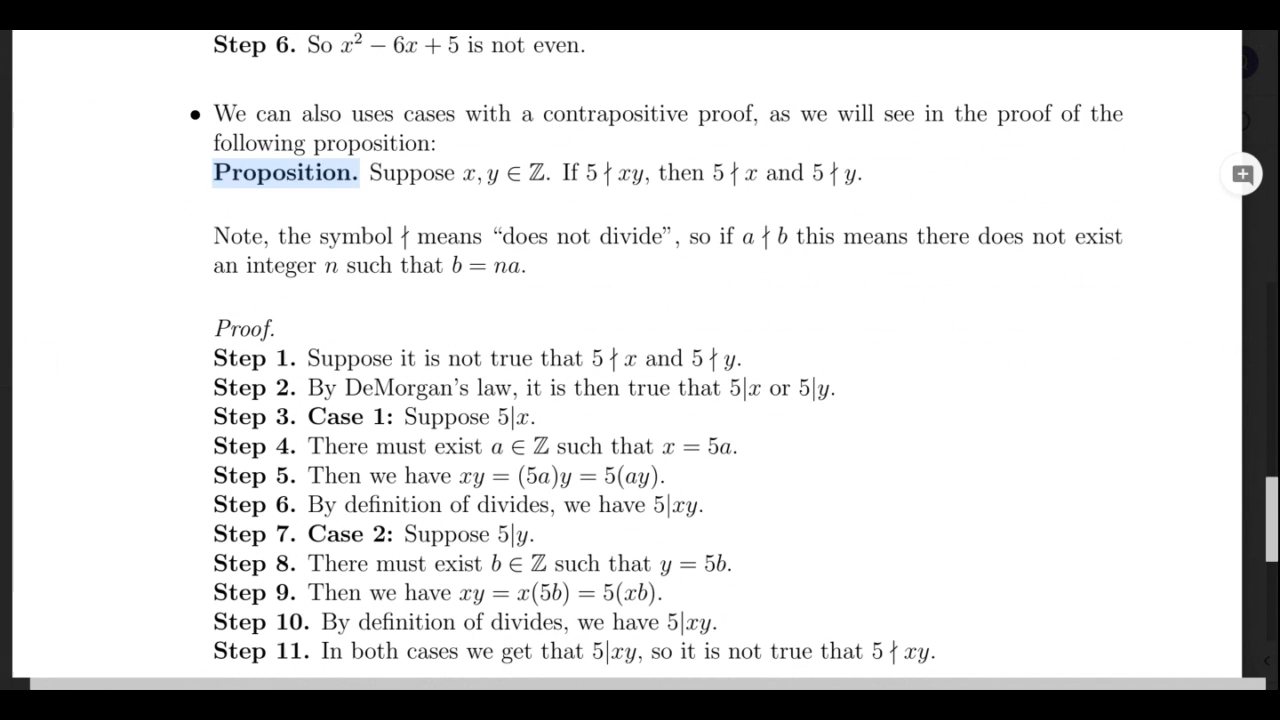 Step 6. So x² − 6x + 5 is not even.
• We can also uses cases with a contrapositive proof, as we will see in the proof of the
following proposition:
Proposition. Suppose x, y ∈ ℤ. If 5 ∤ xy, then 5 ∤ x and 5 ∤ y.
Note, the symbol ∤ means “does not divide”, so if a ∤ b this means there does not exist
an integer n such that b = na.
Proof.
Step 1. Suppose it is not true that 5 ∤ x and 5 ∤ y.
Step 2. By DeMorgan’s law, it is then true that 5|x or 5|y.
Step 3. Case 1: Suppose 5|x.
Step 4. There must exist a ∈ ℤ such that x = 5a.
Step 5. Then we have xy = (5a)y = 5(ay).
Step 6. By definition of divides, we have 5|xy.
Step 7. Case 2: Suppose 5|y.
Step 8. There must exist b ∈ ℤ such that y = 5b.
Step 9. Then we have xy = x(5b) = 5(xb).
Step 10. By definition of divides, we have 5|xy.
Step 11. In both cases we get that 5|xy, so it is not true that 5 ∤ xy.